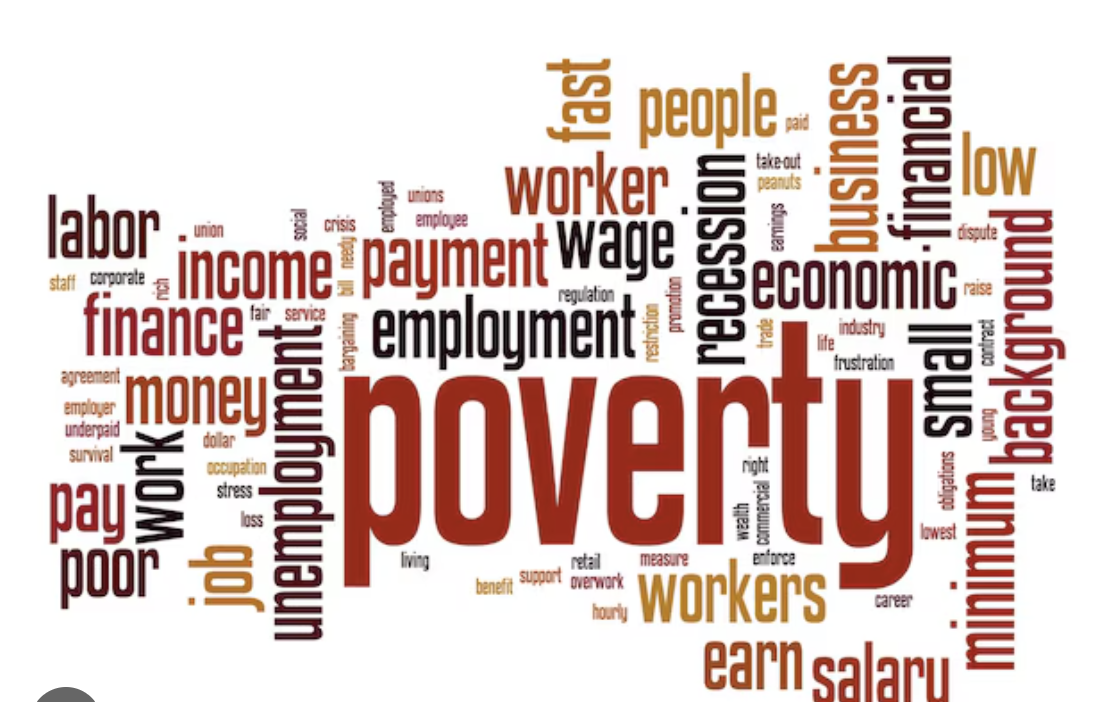 fast
people
paid
business
financial
low
worker
recession
take-out
peanuts
earnings
dispute
background
labor
union
social
crisis
employed
unions
employee
payment
wage
economic
raise
staff
corporate
rich
income
bill
needy
regulation
promotion
restriction
trade
life
industry
frustration
small
contract
young
finance
fair
service
bargaining
employment
unemployment
poverty
agreement
money
employer
underpaid
survival
work
dollar
occupation
stress
loss
right
wealth
commercial
obligations
take
lowest
minimum
pay
poor
job
living
benefit
support
retail
overwork
hourly
measure
enforce
workers
career
earn
salary